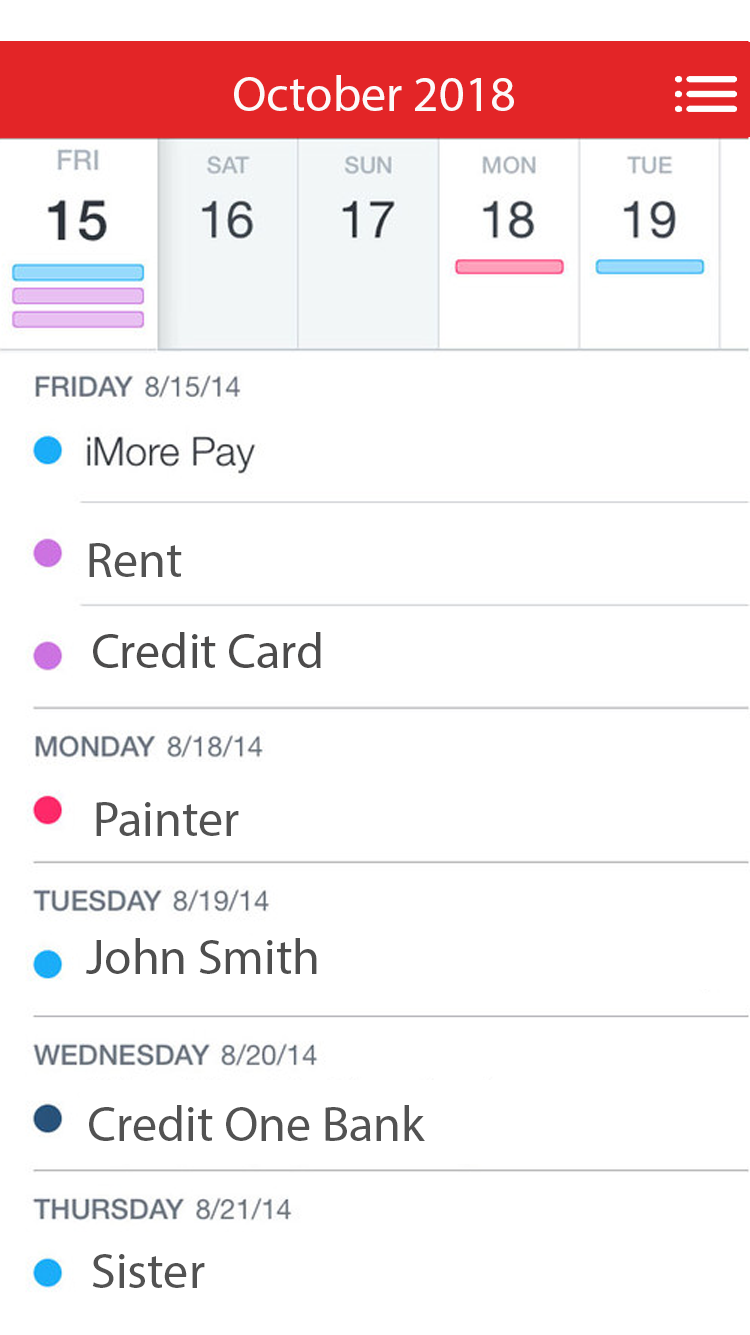 October 2018
FRI SAT SUN MON TUE
15 16 17 18 19
FRIDAY 8/15/14
iMore Pay
Rent
Credit Card
MONDAY 8/18/14
Painter
TUESDAY 8/19/14
John Smith
WEDNESDAY 8/20/14
Credit One Bank
THURSDAY 8/21/14
Sister